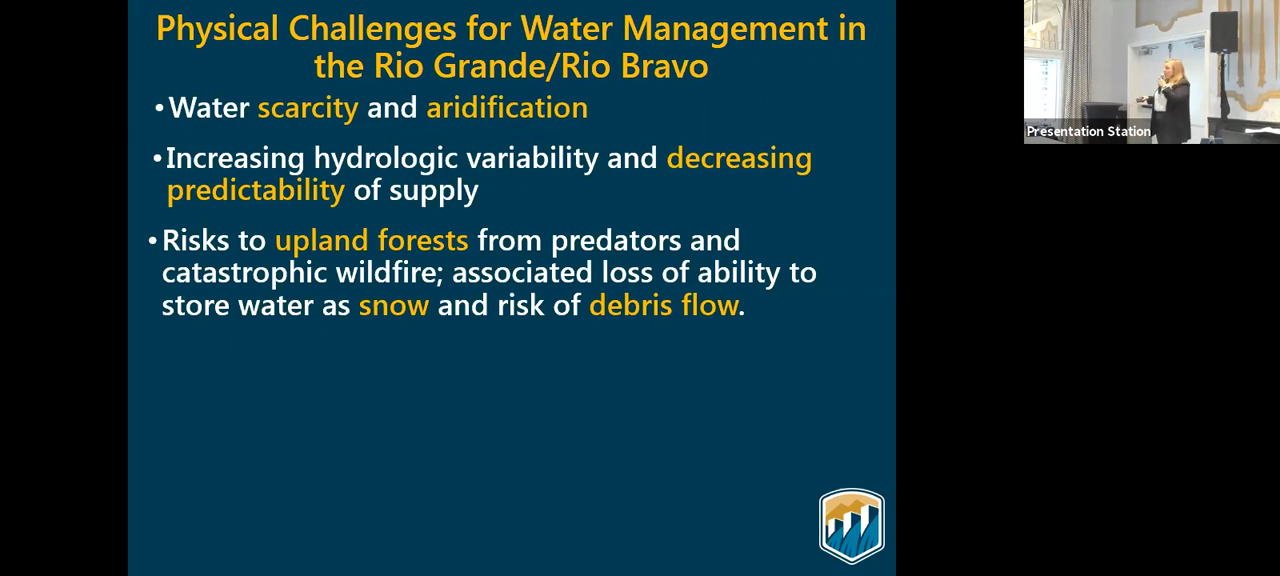 Physical Challenges for Water Management in
the Rio Grande/Rio Bravo
•Water scarcity and aridification
•Increasing hydrologic variability and decreasing
predictability of supply
•Risks to upland forests from predators and
catastrophic wildfire; associated loss of ability to
store water as snow and risk of debris flow.
Presentation Station